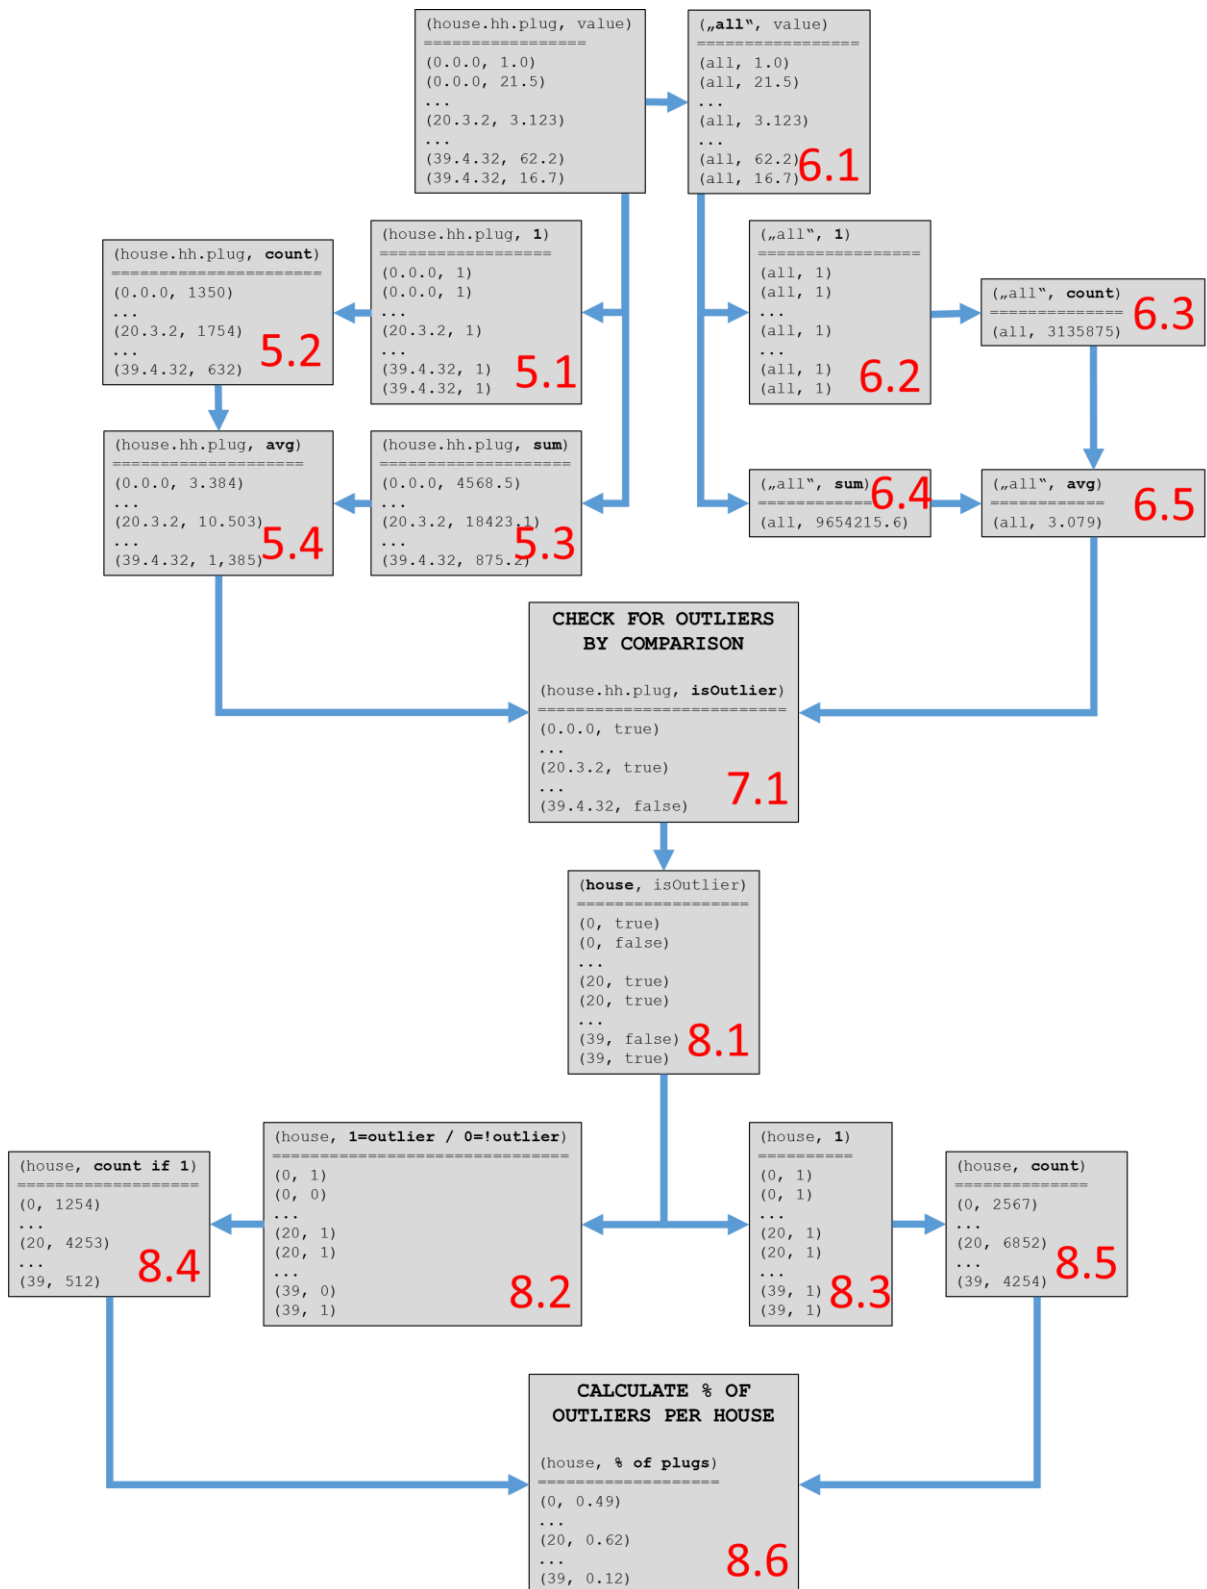 (house.hh.plug, value)
=================
(0.0.0, 1.0)
(0.0.0, 21.5)
...
(20.3.2, 3.123)
...
(39.4.32, 62.2)
(39.4.32, 16.7)
(„all“, value)
=================
(all, 1.0)
(all, 21.5)
...
(all, 3.123)
...
(all, 62.2)
(all, 16.7)
6.1
(house.hh.plug, count)
======================
(0.0.0, 1350)
...
(20.3.2, 1754)
...
(39.4.32, 632)
5.2
(house.hh.plug, 1)
==================
(0.0.0, 1)
(0.0.0, 1)
...
(20.3.2, 1)
...
(39.4.32, 1)
(39.4.32, 1)
5.1
(„all“, 1)
=================
(all, 1)
(all, 1)
...
(all, 1)
...
(all, 1)
(all, 1)
6.2
(„all“, count)
==============
(all, 3135875)
6.3
(house.hh.plug, avg)
====================
(0.0.0, 3.384)
...
(20.3.2, 10.503)
...
(39.4.32, 1,385)
5.4
(house.hh.plug, sum)
====================
(0.0.0, 4568.5)
...
(20.3.2, 18423.1)
...
(39.4.32, 875.2)
5.3
(„all“, sum)
============
(all, 9654215.6)
6.4
(„all“, avg)
============
(all, 3.079)
6.5
CHECK FOR OUTLIERS
BY COMPARISON
(house.hh.plug, isOutlier)
==========================
(0.0.0, true)
...
(20.3.2, true)
...
(39.4.32, false)
7.1
(house, isOutlier)
==================
(0, true)
(0, false)
...
(20, true)
(20, true)
...
(39, false)
(39, true)
8.1
(house, count if 1)
===================
(0, 1254)
...
(20, 4253)
...
(39, 512)
8.4
(house, 1=outlier / 0=!outlier)
===============================
(0, 1)
(0, 0)
...
(20, 1)
(20, 1)
...
(39, 0)
(39, 1)
8.2
(house, 1)
==========
(0, 1)
(0, 1)
...
(20, 1)
(20, 1)
...
(39, 1)
(39, 1)
8.3
(house, count)
==============
(0, 2567)
...
(20, 6852)
...
(39, 4254)
8.5
CALCULATE % OF
OUTLIERS PER HOUSE
(house, % of plugs)
===================
(0, 0.49)
...
(20, 0.62)
...
(39, 0.12)
8.6